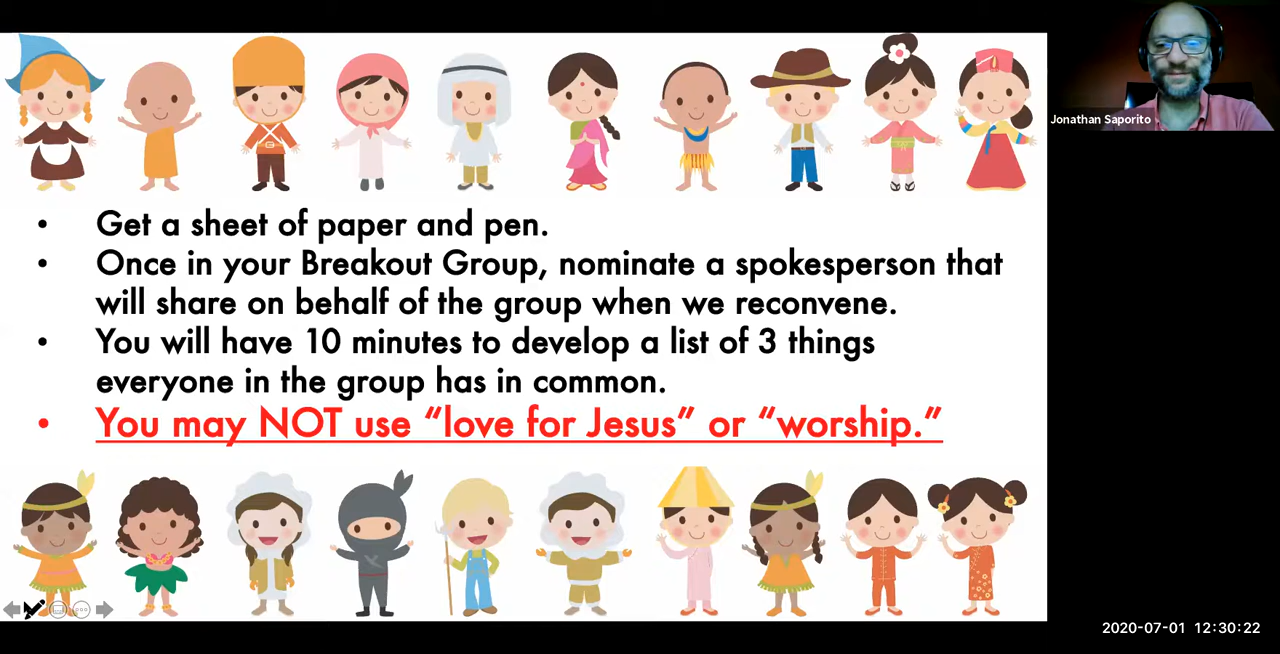 Jonathan Saporito
• Get a sheet of paper and pen.
• Once in your Breakout Group, nominate a spokesperson that
will share on behalf of the group when we reconvene.
• You will have 10 minutes to develop a list of 3 things
everyone in the group has in common.
• You may NOT use “love for Jesus” or “worship.”
2020-07-01 12:30:22